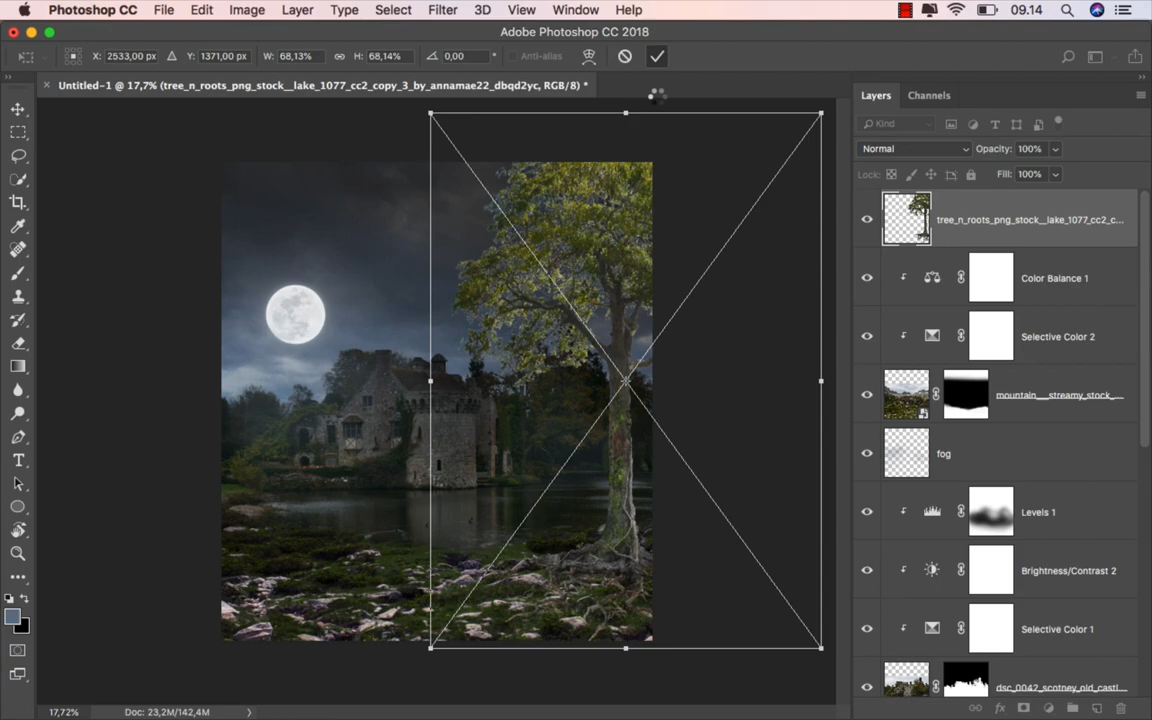 Photoshop CC File Edit Image Layer Type Select Filter 3D View Window Help 09.14
Adobe Photoshop CC 2018
X: 2533,00 px Y: 1371,00 px W: 68,13% H: 68,14% 0,00 ° Anti-alias
Untitled-1 @ 17,7% (tree_n_roots_png_stock__lake_1077_cc2_copy_3_by_annamae22_dbqd2yc, RGB/8) *
Layers Channels
Kind
Normal Opacity: 100%
Lock: Fill: 100%
tree_n_roots_png_stock__lake_1077_cc2_c...
Color Balance 1
Selective Color 2
mountain__streamy_stock_...
fog
Levels 1
Brightness/Contrast 2
Selective Color 1
dsc_0042_scotney_old_castl...
17,72% Doc: 23,2M/142,4M